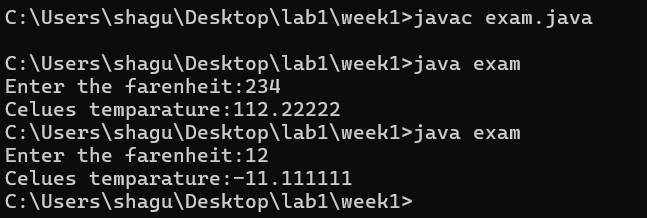 C:\Users\shagu\Desktop\lab1\week1>javac exam.java
C:\Users\shagu\Desktop\lab1\week1>java exam
Enter the farenheit:234
Celues temparature:112.22222
C:\Users\shagu\Desktop\lab1\week1>java exam
Enter the farenheit:12
Celues temparature:-11.111111
C:\Users\shagu\Desktop\lab1\week1>